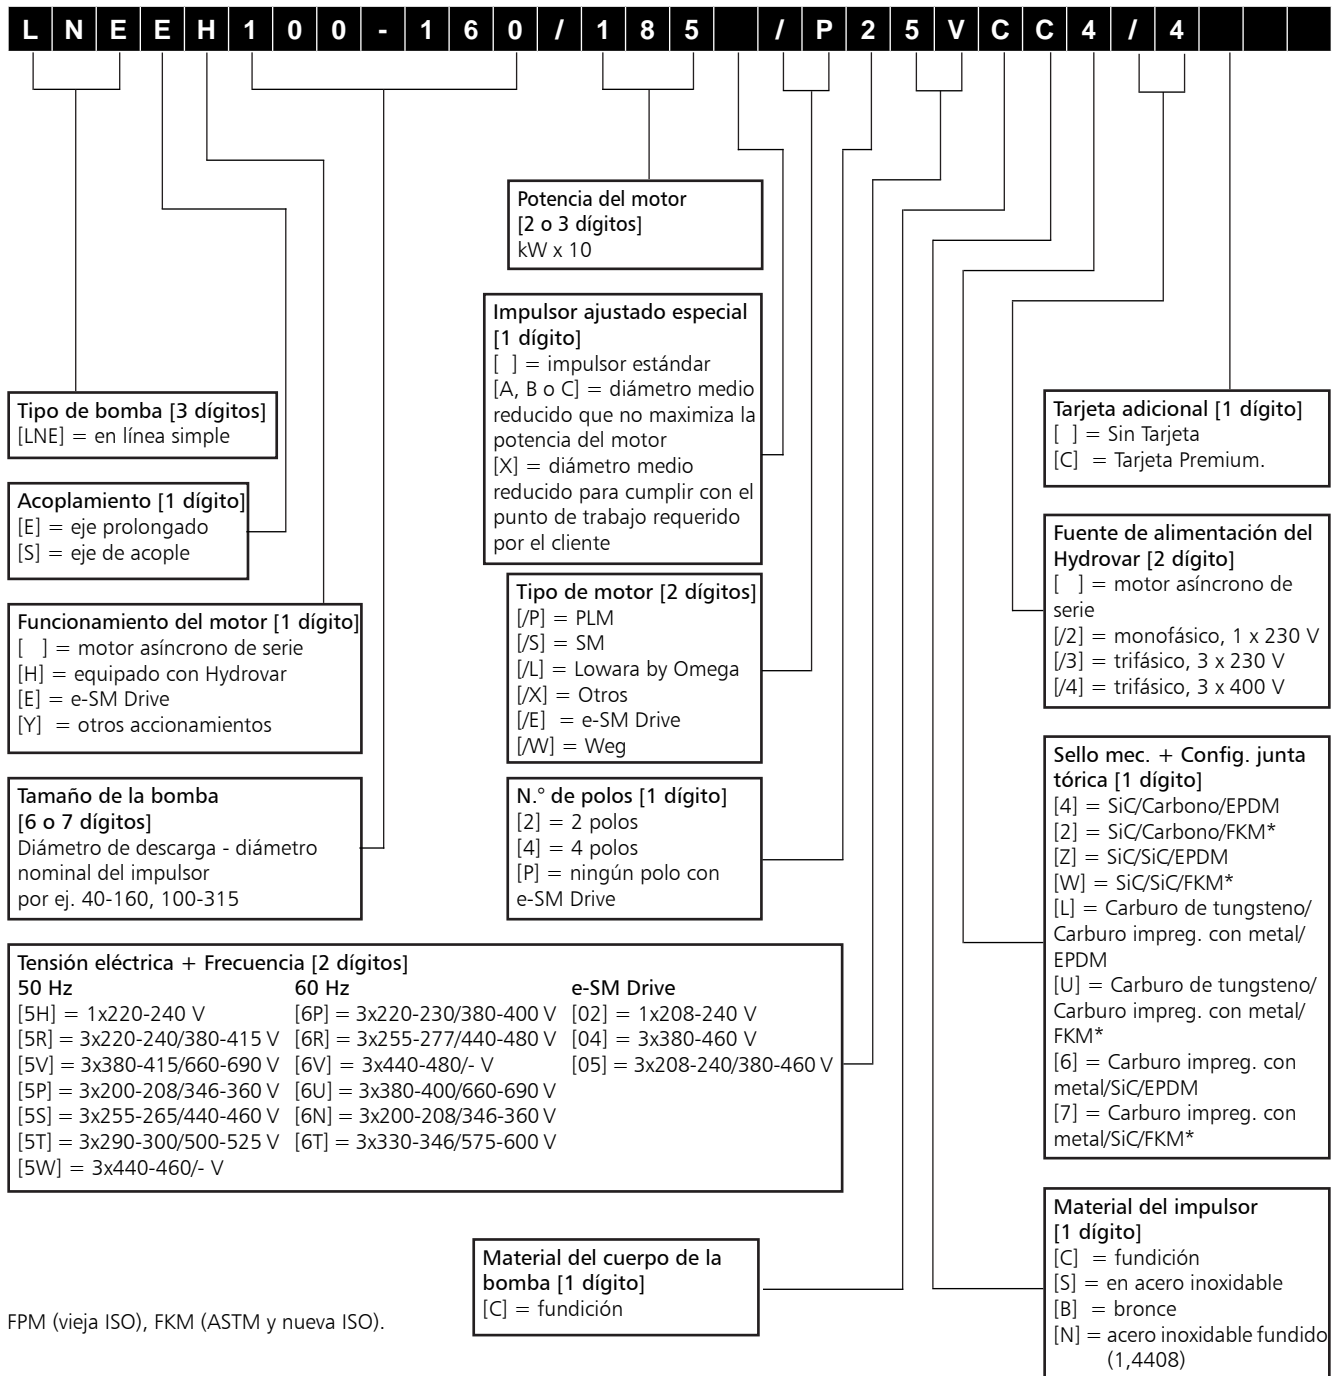 LNEEH100-160/185 /P25VCC4/4
Potencia del motor
[2 o 3 dígitos]
kW x 10
Impulsor ajustado especial
[1 dígito]
[ ] = impulsor estándar
[A, B o C] = diámetro medio
reducido que no maximiza la
potencia del motor
[X] = diámetro medio
reducido para cumplir con el
punto de trabajo requerido
por el cliente
Tipo de bomba [3 dígitos]
[LNE] = en línea simple
Acoplamiento [1 dígito]
[E] = eje prolongado
[S] = eje de acople
Funcionamiento del motor [1 dígito]
[ ] = motor asíncrono de serie
[H] = equipado con Hydrovar
[E] = e-SM Drive
[Y] = otros accionamientos
Tamaño de la bomba
[6 o 7 dígitos]
Diámetro de descarga - diámetro
nominal del impulsor
por ej. 40-160, 100-315
Tipo de motor [2 dígitos]
[/P] = PLM
[/S] = SM
[/L] = Lowara by Omega
[/X] = Otros
[/E] = e-SM Drive
[/W] = Weg
N.° de polos [1 dígito]
[2] = 2 polos
[4] = 4 polos
[P] = ningún polo con
e-SM Drive
Tarjeta adicional [1 dígito]
[ ] = Sin Tarjeta
[C] = Tarjeta Premium.
Fuente de alimentación del
Hydrovar [2 dígito]
[ ] = motor asíncrono de
serie
[/2] = monofásico, 1 x 230 V
[/3] = trifásico, 3 x 230 V
[/4] = trifásico, 3 x 400 V
Sello mec. + Config. junta
tórica [1 dígito]
[4] = SiC/Carbono/EPDM
[2] = SiC/Carbono/FKM*
[Z] = SiC/SiC/EPDM
[W] = SiC/SiC/FKM*
[L] = Carburo de tungsteno/
Carburo impreg. con metal/
EPDM
[U] = Carburo de tungsteno/
Carburo impreg. con metal/
FKM*
[6] = Carburo impreg. con
metal/SiC/EPDM
[7] = Carburo impreg. con
metal/SiC/FKM*
Tensión eléctrica + Frecuencia [2 dígitos]
50 Hz 60 Hz e-SM Drive
[5H] = 1x220-240 V [6P] = 3x220-230/380-400 V [02] = 1x208-240 V
[5R] = 3x220-240/380-415 V [6R] = 3x255-277/440-480 V [04] = 3x380-460 V
[5V] = 3x380-415/660-690 V [6V] = 3x440-480/- V [05] = 3x208-240/380-460 V
[5P] = 3x200-208/346-360 V [6U] = 3x380-400/660-690 V
[5S] = 3x255-265/440-460 V [6N] = 3x200-208/346-360 V
[5T] = 3x290-300/500-525 V [6T] = 3x330-346/575-600 V
[5W] = 3x440-460/- V
Material del cuerpo de la
bomba [1 dígito]
[C] = fundición
Material del impulsor
[1 dígito]
[C] = fundición
[S] = en acero inoxidable
[B] = bronce
[N] = acero inoxidable fundido
(1,4408)
FPM (vieja ISO), FKM (ASTM y nueva ISO).